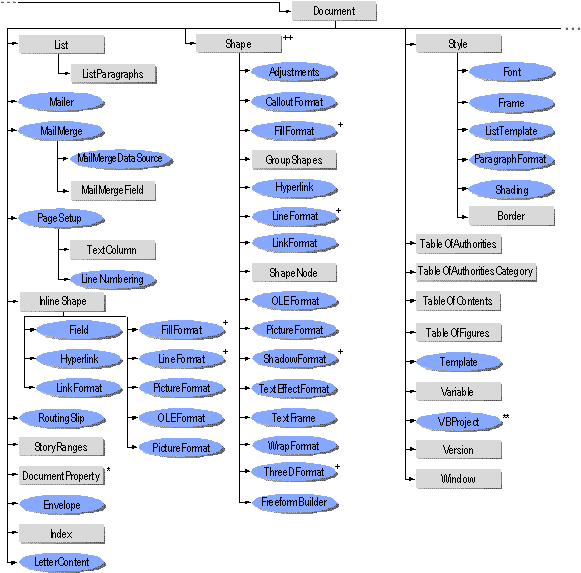 Document
List
ListParagraphs
Mailer
MailMerge
MailMergeDataSource
MailMergeField
PageSetup
TextColumn
LineNumbering
InlineShape
Field
Hyperlink
LinkFormat
FillFormat +
LineFormat +
PictureFormat
OLEFormat
PictureFormat
RoutingSlip
StoryRanges
DocumentProperty *
Envelope
Index
LetterContent
Shape ++
Adjustments
CalloutFormat
FillFormat +
GroupShapes
Hyperlink
LineFormat +
LinkFormat
ShapeNode
OLEFormat
PictureFormat
ShadowFormat +
TextEffectFormat
TextFrame
WrapFormat
ThreeDFormat +
FreeformBuilder
Style
Font
Frame
ListTemplate
ParagraphFormat
Shading
Border
TableOfAuthorities
TableOfAuthoritiesCategory
TableOfContents
TableOfFigures
Template
Variable
VBProject **
Version
Window